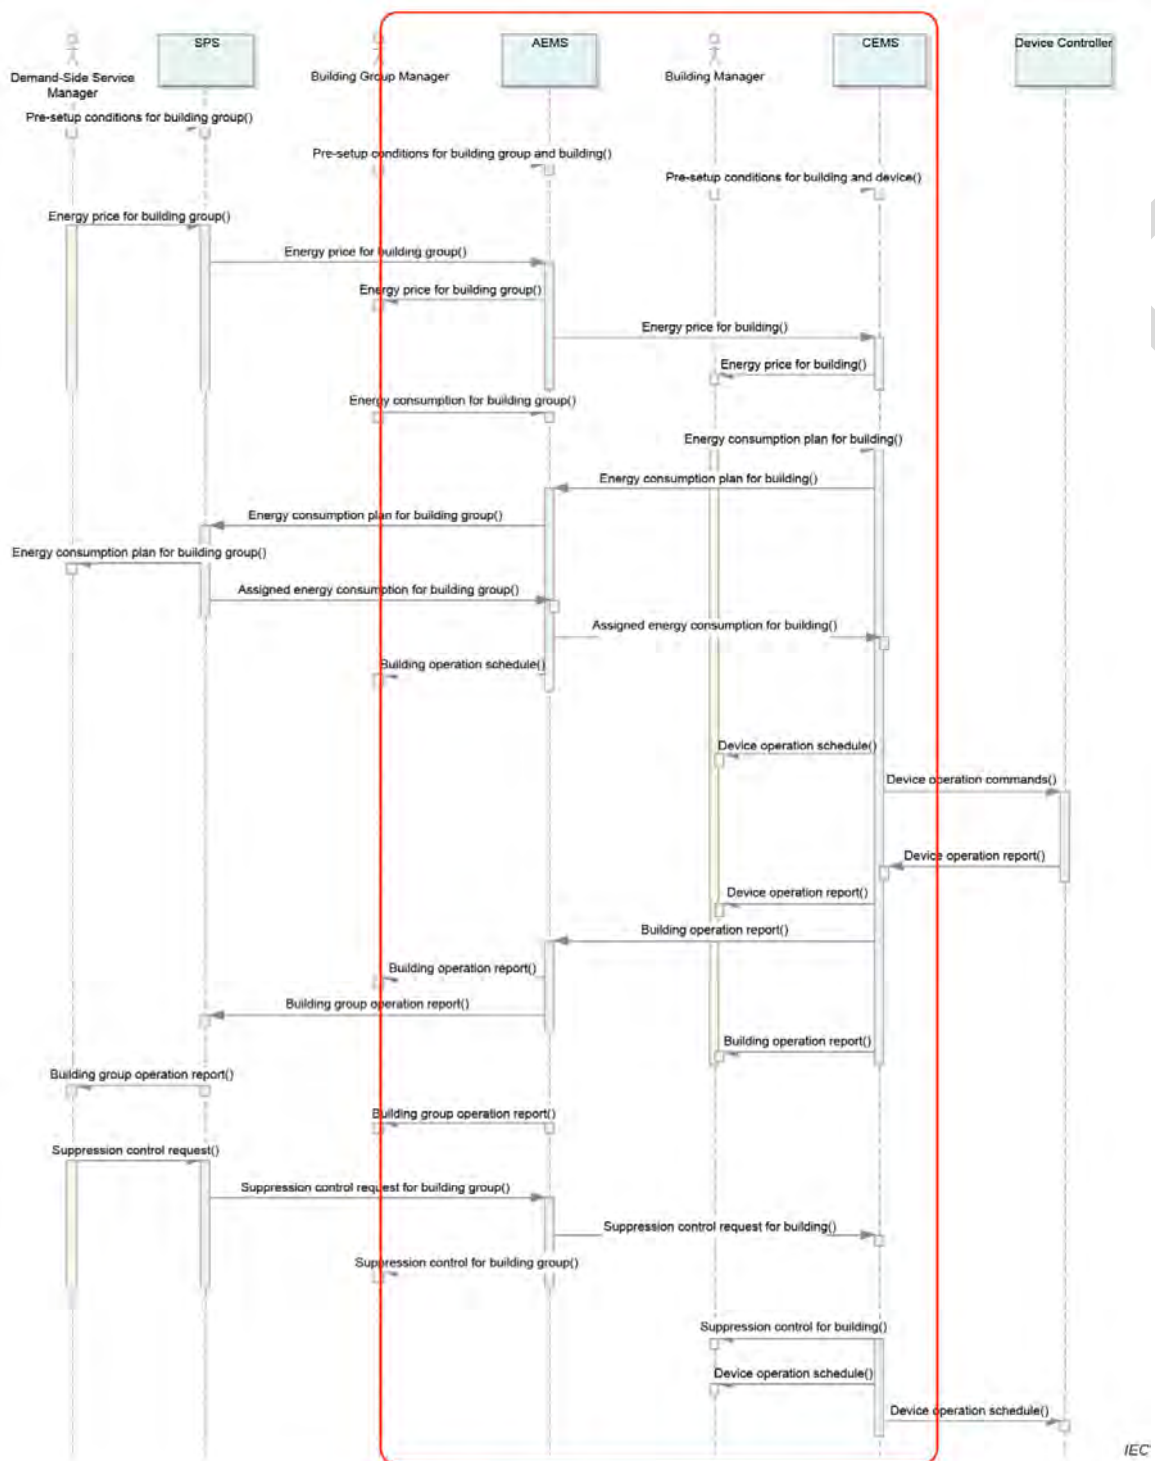 SPS
AEMS
CEMS
Device Controller
Demand-Side Service
Manager
Building Group Manager
Building Manager
Pre-setup conditions for building group()
Pre-setup conditions for building group and building()
Pre-setup conditions for building and device()
Energy price for building group()
Energy price for building group()
Energy price for building group()
Energy price for building()
Energy price for building()
Energy consumption for building group()
Energy consumption plan for building()
Energy consumption plan for building()
Energy consumption plan for building group()
Energy consumption plan for building group()
Assigned energy consumption for building group()
Assigned energy consumption for building()
Building operation schedule()
Device operation schedule()
Device operation commands()
Device operation report()
Device operation report()
Building operation report()
Building operation report()
Building group operation report()
Building operation report()
Building group operation report()
Building group operation report()
Suppression control request()
Suppression control request for building group()
Suppression control request for building()
Suppression control for building group()
Suppression control for building()
Device operation schedule()
Device operation schedule()
IEC